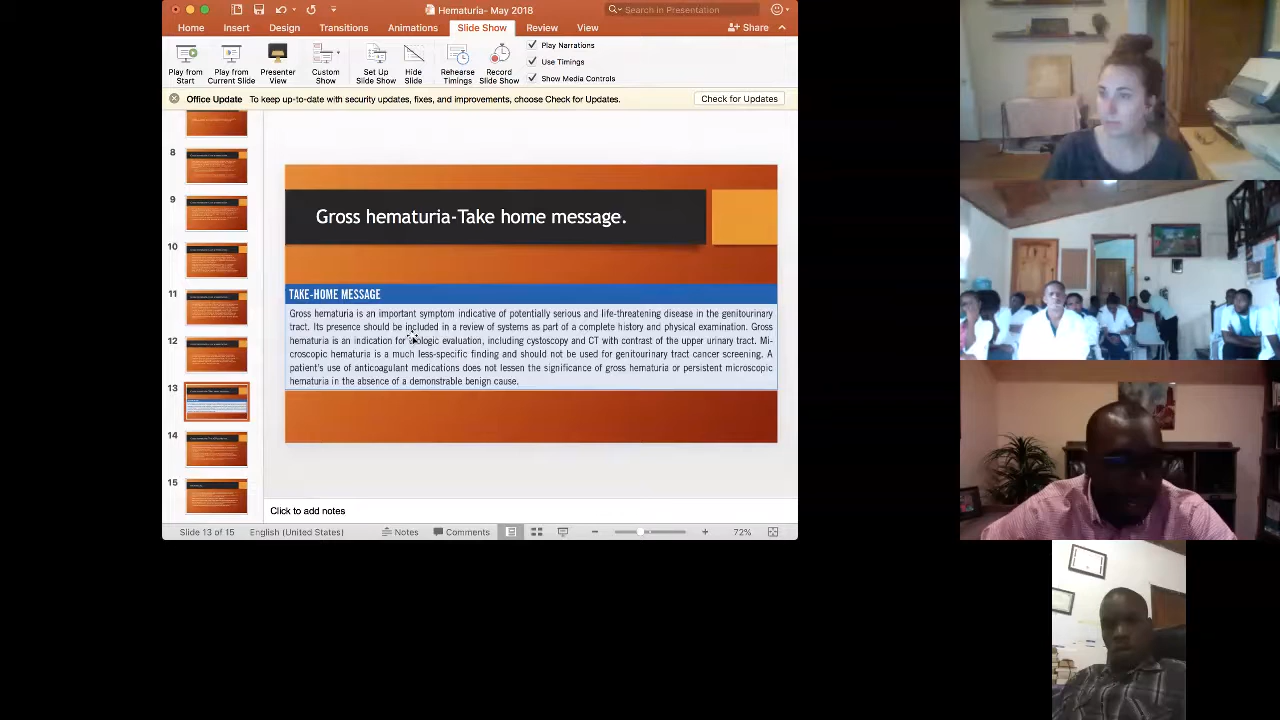 Hematuria- May 2018
Search in Presentation
Home Insert Design Transitions Animations Slide Show Review View Share
Play from Start
Play from Current Slide
Presenter View
Custom Show
Set Up Slide Show
Hide Slide
Rehearse Timings
Record Slide Show
Play Narrations
Use Timings
Show Media Controls
Office Update To keep up-to-date with security updates, fixes, and improvements, choose Check for Updates. Check for Updates
8
9
10
11
12
13
14
15
Gross Hematuria-Take home message.
TAKE-HOME MESSAGE
Gross hematuria is an important symptom indicative of potentially serious and life-threatening disease in the genitourinary
tract. Its presence should be included in a review of systems as part of a complete history and physical examination. Gross
hematuria is an indication for urologic evaluation including cystoscopy and CT with imaging of the upper urinary tract. Mi-
croscopic hematuria is a much less-specific finding and should not be used for general urinary tract cancer screening. A
patient's use of anticoagulant medications does not lessen the significance of gross hematuria or persistent microscopic
hematuria in the absence of a demonstrable benign cause.
Click to add notes
Slide 13 of 15 English (United States) Notes Comments 72%